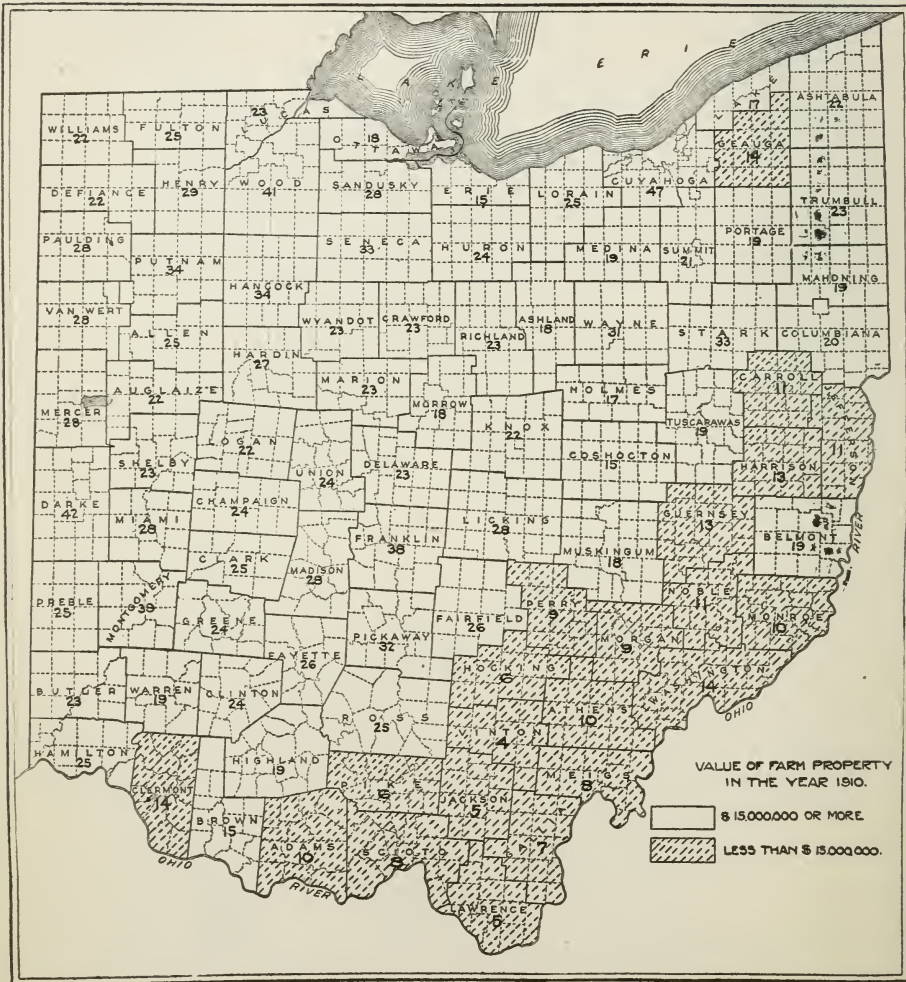 LAKE
ERIE
WILLIAMS
22
FULTON
25
23
LUCAS
OTTAWA
18
LAKE
17
ASHTABULA
22
GEAUGA
14
DEFIANCE
22
HENRY
29
WOOD
41
SANDUSKY
28
ERIE
15
LORAIN
25
CUYAHOGA
47
TRUMBULL
23
PAULDING
28
PUTNAM
34
HANCOCK
34
SENECA
33
HURON
24
MEDINA
19
SUMMIT
21
PORTAGE
19
MAHONING
19
VAN WERT
28
ALLEN
25
HARDIN
27
WYANDOT
23
CRAWFORD
23
RICHLAND
23
ASHLAND
18
WAYNE
31
STARK
33
COLUMBIANA
20
MERCER
28
AUGLAIZE
22
MARION
23
MORROW
18
KNOX
22
HOLMES
17
TUSCARAWAS
19
CARROLL
11
JEFFERSON
11
DARKE
42
SHELBY
23
LOGAN
22
UNION
24
DELAWARE
23
COSHOCTON
15
HARRISON
13
MIAMI
28
CHAMPAIGN
24
LICKING
28
GUERNSEY
13
BELMONT
19
RIVER
CLARK
25
MADISON
28
FRANKLIN
38
MUSKINGUM
18
PREBLE
25
MONTGOMERY
39
GREENE
24
FAYETTE
26
PICKAWAY
32
FAIRFIELD
26
PERRY
9
MORGAN
9
NOBLE
11
MONROE
10
BUTLER
23
WARREN
19
CLINTON
24
ROSS
25
HOCKING
6
ATHENS
10
WASHINGTON
14
OHIO
HAMILTON
25
CLERMONT
14
HIGHLAND
19
PIKE
6
VINTON
4
JACKSON
5
MEIGS
8
BROWN
15
ADAMS
10
SCIOTO
8
7
LAWRENCE
5
OHIO
RIVER
VALUE OF FARM PROPERTY
IN THE YEAR 1910.
$ 15,000,000 OR MORE
LESS THAN $ 15,000,000.